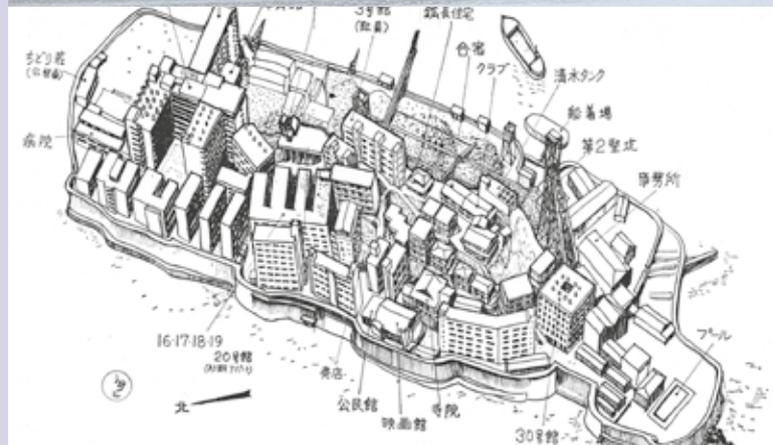 3号館
(職員)
鉱長住宅
合宿
クラブ
ちどり荘
病院
清水タンク
船着場
第2竪坑
事務所
プール
16・17・18・19
20号館
売店
公民館
映画館
寺院
30号館
北